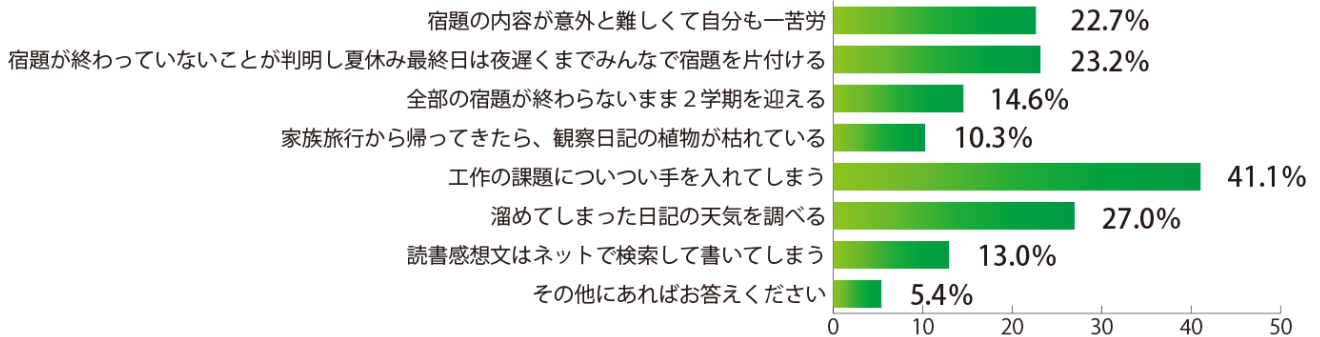 宿題の内容が意外と難しくて自分も一苦労 22.7%
宿題が終わっていないことが判明し夏休み最終日は夜遅くまでみんなで宿題を片付ける 23.2%
全部の宿題が終わらないまま２学期を迎える 14.6%
家族旅行から帰ってきたら、観察日記の植物が枯れている 10.3%
工作の課題についつい手を入れてしまう 41.1%
溜めてしまった日記の天気を調べる 27.0%
読書感想文はネットで検索して書いてしまう 13.0%
その他にあればお答えください 5.4%
0 10 20 30 40 50